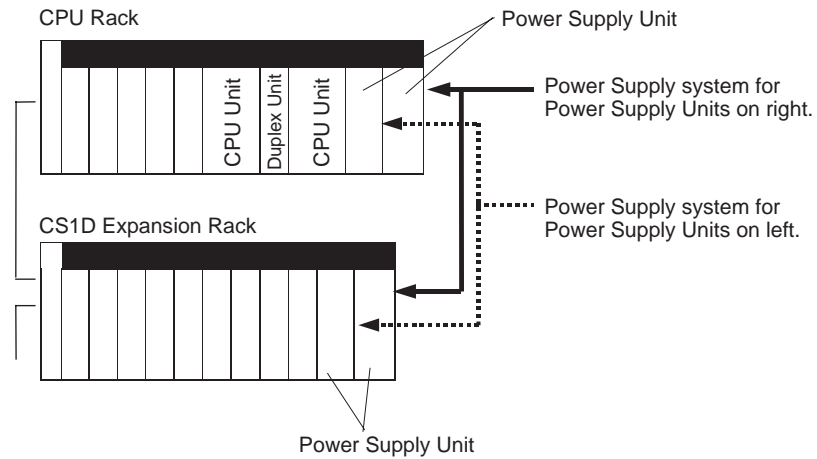 CPU Rack
Power Supply Unit
CPU Unit
Duplex Unit
CPU Unit
Power Supply system for
Power Supply Units on right.
CS1D Expansion Rack
Power Supply system for
Power Supply Units on left.
Power Supply Unit